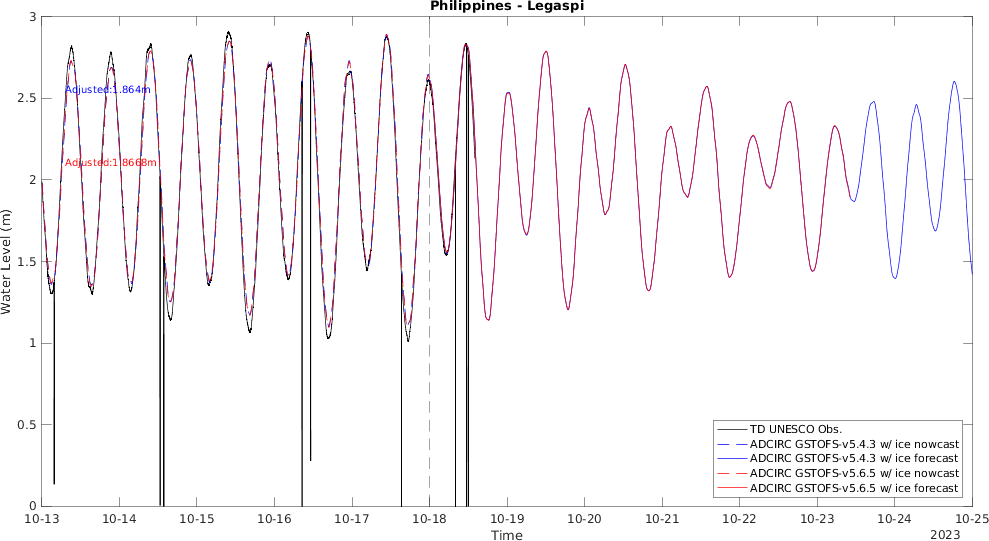 Philippines - Legaspi
3
2.5
2
1.5
1
0.5
0
Water Level (m)
Adjusted:1.864m
Adjusted:1.8668m
TD UNESCO Obs.
ADCIRC GSTOFS-v5.4.3 w/ ice nowcast
ADCIRC GSTOFS-v5.4.3 w/ ice forecast
ADCIRC GSTOFS-v5.6.5 w/ ice nowcast
ADCIRC GSTOFS-v5.6.5 w/ ice forecast
10-13 10-14 10-15 10-16 10-17 10-18 10-19 10-20 10-21 10-22 10-23 10-24 10-25
Time
2023